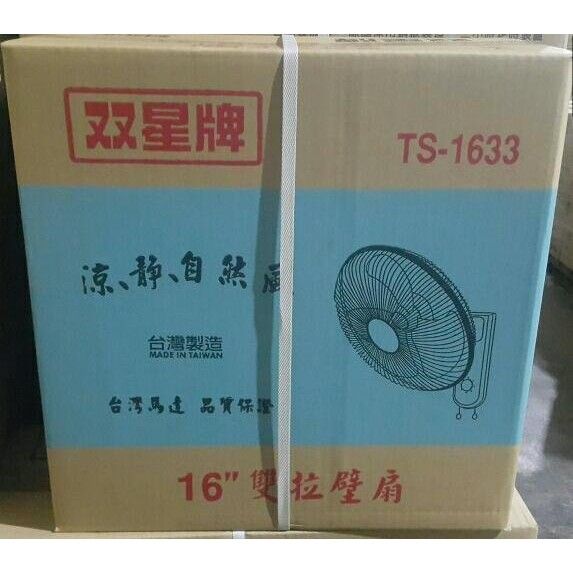 双星牌
TS-1633
涼、靜、自然風
台灣製造
MADE IN TAIWAN
台灣馬達 品質保證
16" 雙拉壁扇